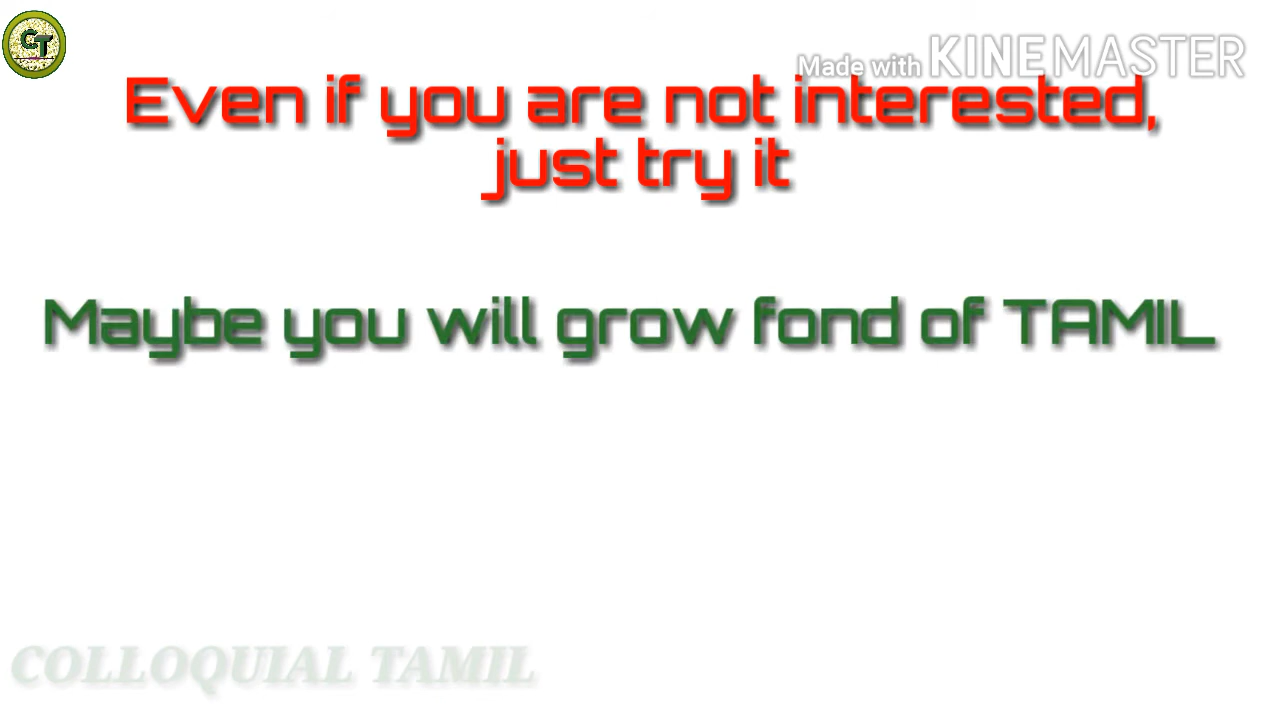 CT
Made with KINEMASTER
Even if you are not interested,
just try it
Maybe you will grow fond of TAMIL
COLLOQUIAL TAMIL